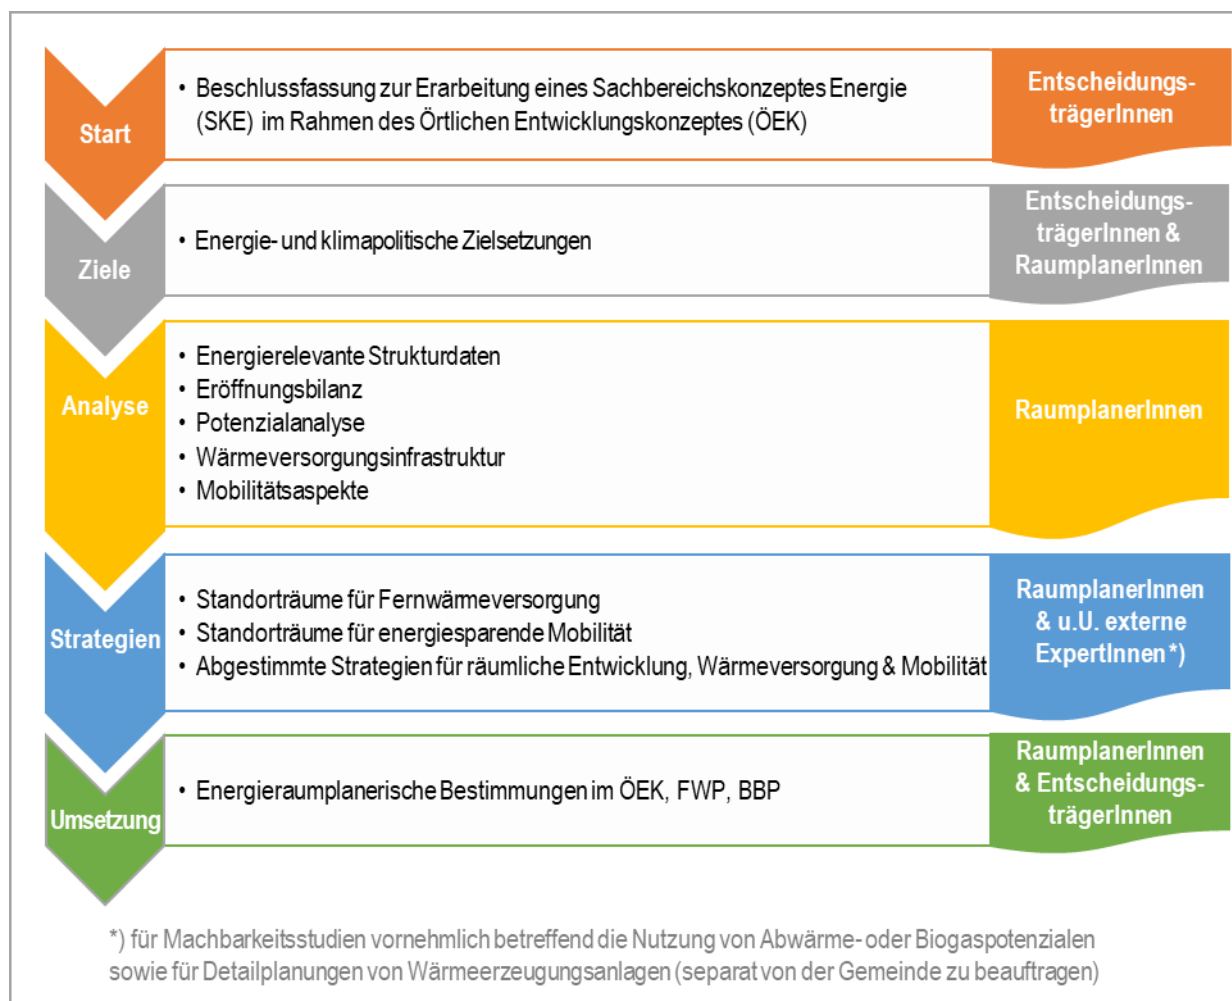 Start
• Beschlussfassung zur Erarbeitung eines Sachbereichskonzeptes Energie
(SKE) im Rahmen des Örtlichen Entwicklungskonzeptes (ÖEK)
Entscheidungs-
trägerInnen
Ziele
• Energie- und klimapolitische Zielsetzungen
Entscheidungs-
trägerInnen &
RaumplanerInnen
Analyse
• Energierelevante Strukturdaten
• Eröffnungsbilanz
• Potenzialanalyse
• Wärmeversorgungsinfrastruktur
• Mobilitätsaspekte
RaumplanerInnen
Strategien
• Standorträume für Fernwärmeversorgung
• Standorträume für energiesparende Mobilität
• Abgestimmte Strategien für räumliche Entwicklung, Wärmeversorgung & Mobilität
RaumplanerInnen
& u.U. externe
ExpertInnen *)
Umsetzung
• Energieraumplanerische Bestimmungen im ÖEK, FWP, BBP
RaumplanerInnen
& Entscheidungs-
trägerInnen
*) für Machbarkeitsstudien vornehmlich betreffend die Nutzung von Abwärme- oder Biogaspotenzialen
sowie für Detailplanungen von Wärmeerzeugungsanlagen (separat von der Gemeinde zu beauftragen)